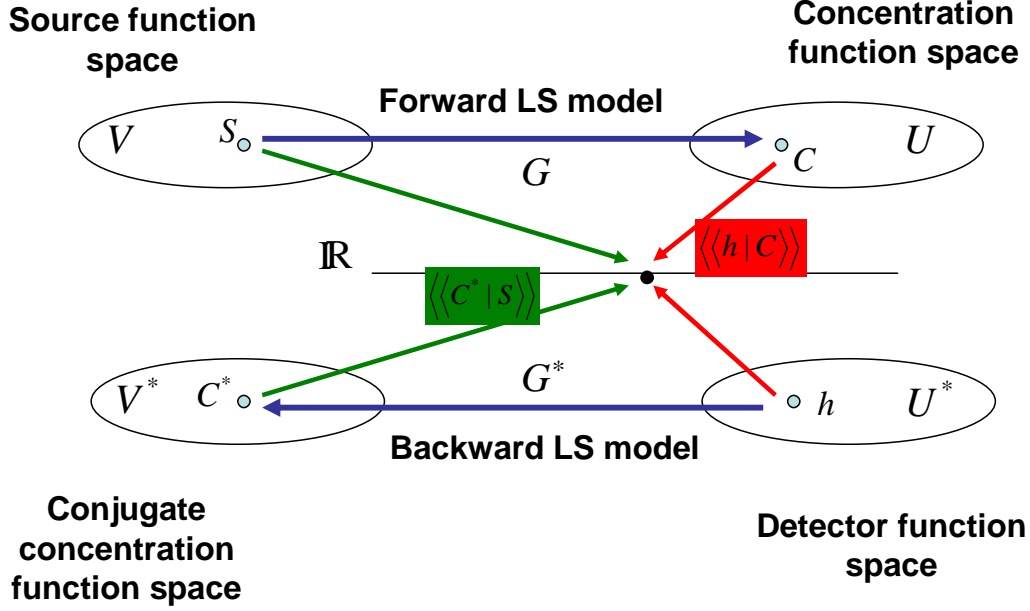 Source function
space
Concentration
function space
Forward LS model
V
S
C
U
G
ℝ
⟨⟨h | C⟩⟩
⟨⟨C* | S⟩⟩
G*
V*
C*
h
U*
Backward LS model
Conjugate
concentration
function space
Detector function
space